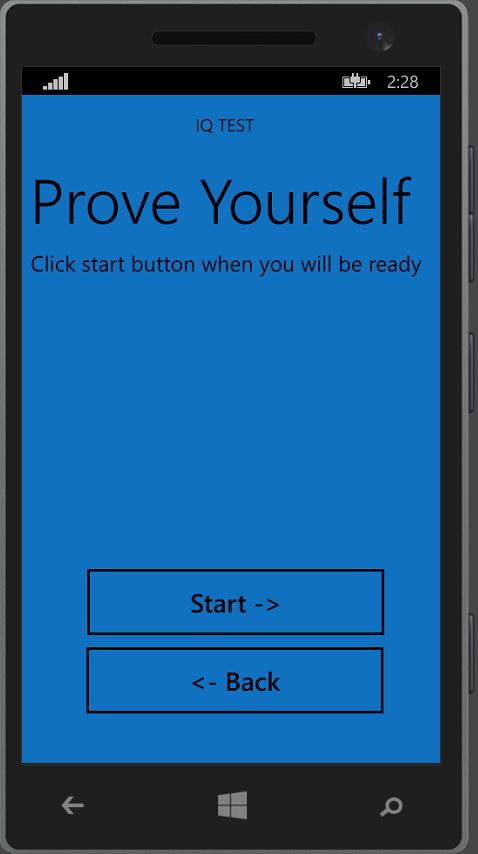 2:28
IQ TEST
Prove Yourself
Click start button when you will be ready
Start ->
<- Back